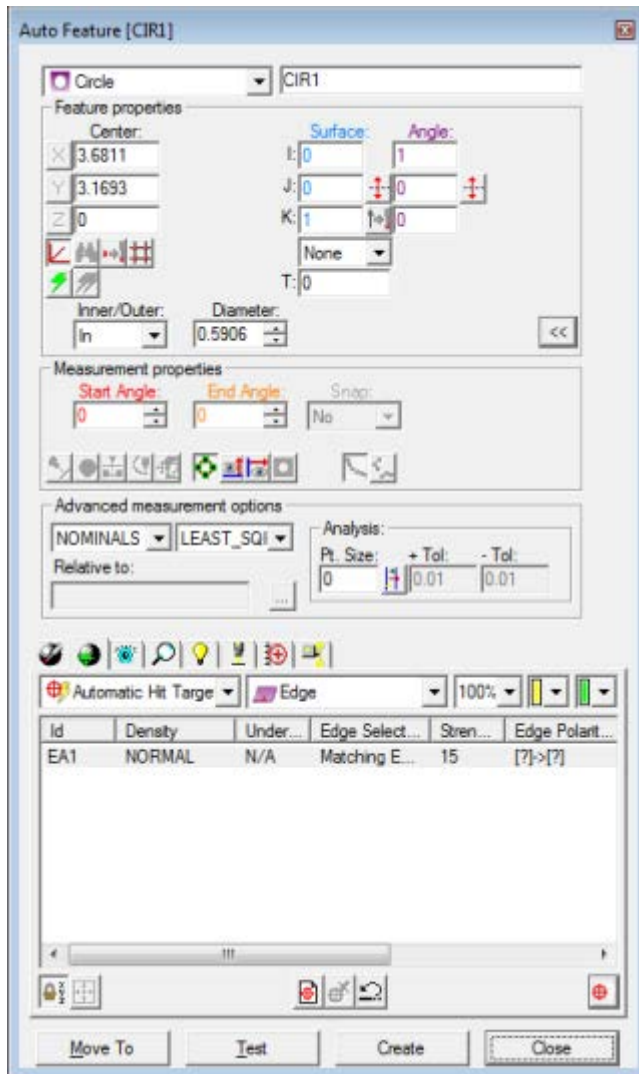 Auto Feature [CIR1]
Circle CIR1
Feature properties
Center: Surface: Angle:
X 3.6811 I: 0 1
Y 3.1693 J: 0 0
Z 0 K: 1 0
None
T: 0
Inner/Outer: Diameter:
In 0.5906 <<
Measurement properties
Start Angle: End Angle: Snap:
0 0 No
Advanced measurement options
NOMINALS LEAST_SQI Analysis:
Relative to: Pt. Size: + Tol: - Tol:
... 0 0.01 0.01
Automatic Hit Targe Edge 100%
Id Density Under... Edge Select... Stren... Edge Polarit...
EA1 NORMAL N/A Matching E... 15 [?]->[?]
Move To Test Create Close